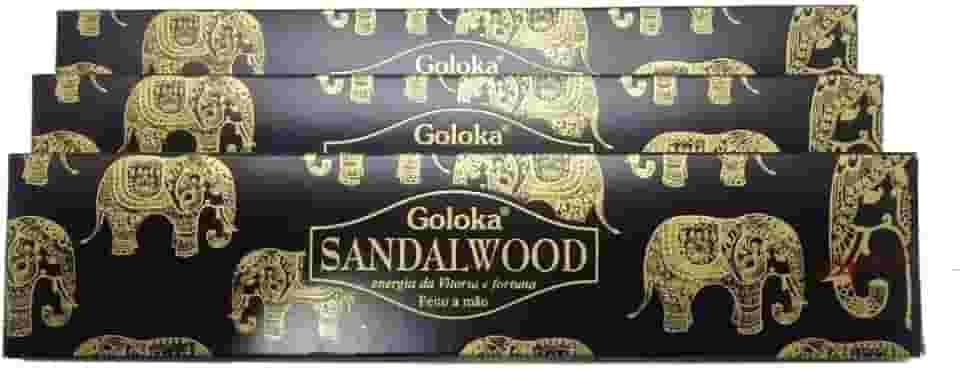 Goloka®
Goloka®
Goloka®
SANDALWOOD
energia da Vitoria e fortuna
Feito a mão